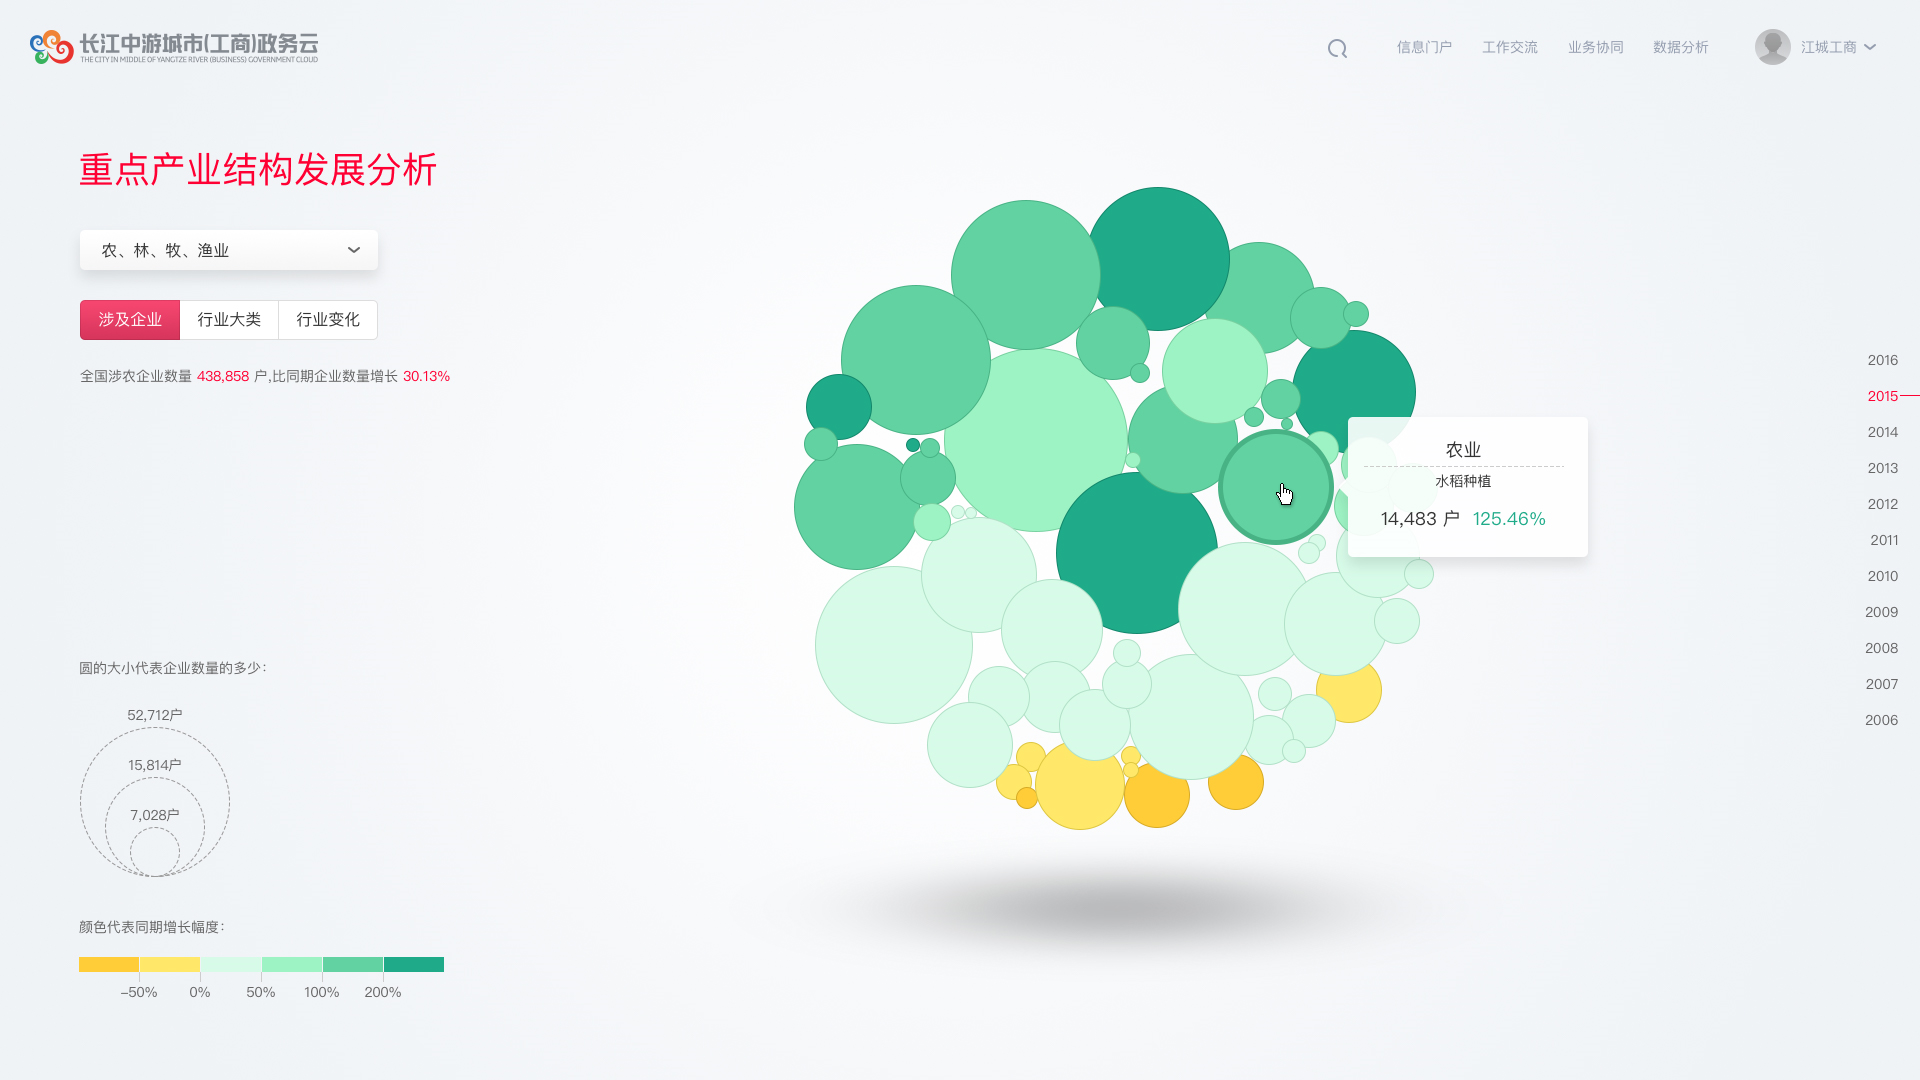 长江中游城市(工商)政务云
THE CITY IN MIDDLE OF YANGTZE RIVER (BUSINESS) GOVERNMENT CLOUD
信息门户
工作交流
业务协同
数据分析
江城工商
重点产业结构发展分析
农、林、牧、渔业
涉及企业
行业大类
行业变化
全国涉农企业数量 438,858 户,比同期企业数量增长 30.13%
农业
水稻种植
14,483 户 125.46%
2016
2015
2014
2013
2012
2011
2010
2009
2008
2007
2006
圆的大小代表企业数量的多少:
52,712户
15,814户
7,028户
颜色代表同期增长幅度:
–50%
0%
50%
100%
200%